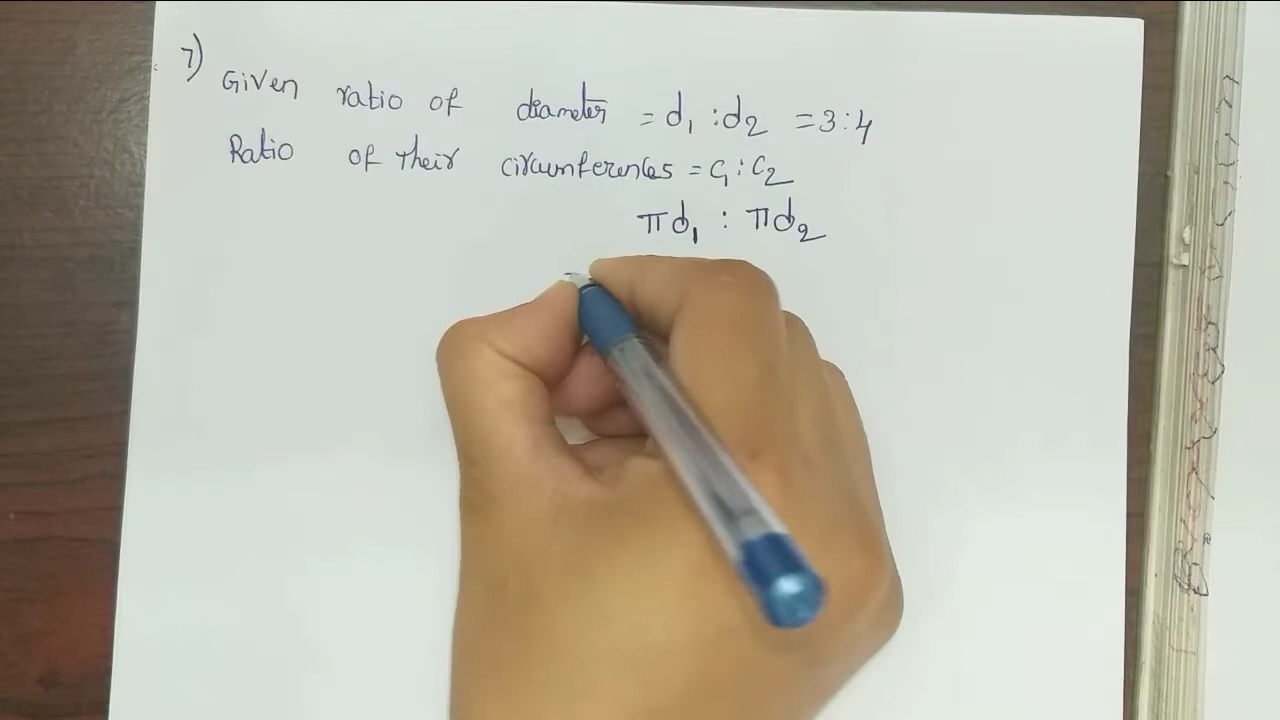 7)
Given ratio of diameter = d₁ : d₂ = 3 : 4
Ratio of their circumferences = C₁ : C₂
πd₁ : πd₂